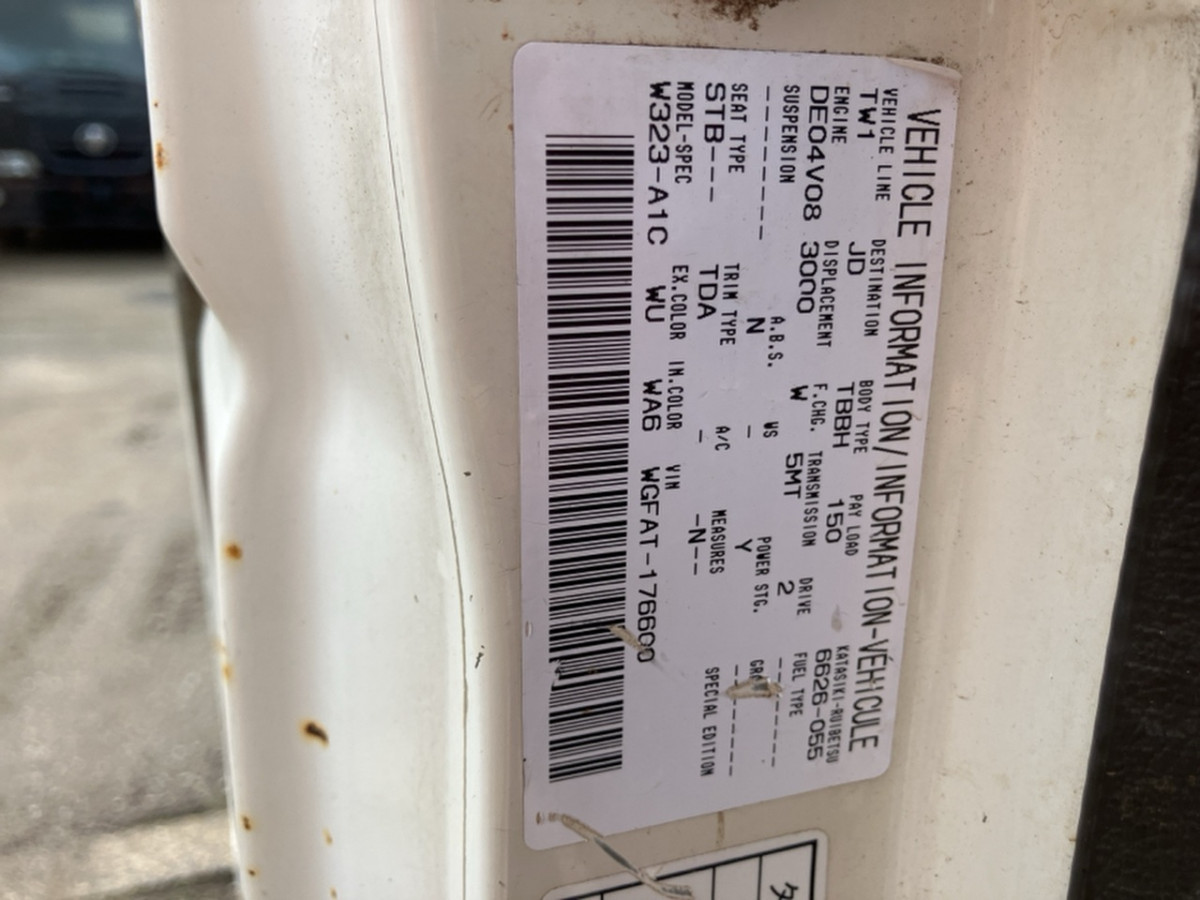 VEHICLE INFORMATION/INFORMATION-VÉHICULE
VEHICLE LINE DESTINATION BODY TYPE PAY LOAD KATASIKI-RUIBETSU
TW1 JD TBBH 150 6626-055
ENGINE DISPLACEMENT F.CHG. TRANSMISSION DRIVE FUEL TYPE
DE04V08 3000 W 5MT 2 -------
SUSPENSION A.B.S. WS POWER STG.
-------- N - Y -------
SEAT TYPE TRIM TYPE A/C MEASURES SPECIAL EDITION
STB--- TDA - -N--
MODEL-SPEC EX.COLOR IN.COLOR VIN
W323-A1C WU WA6 WGFAT-176600